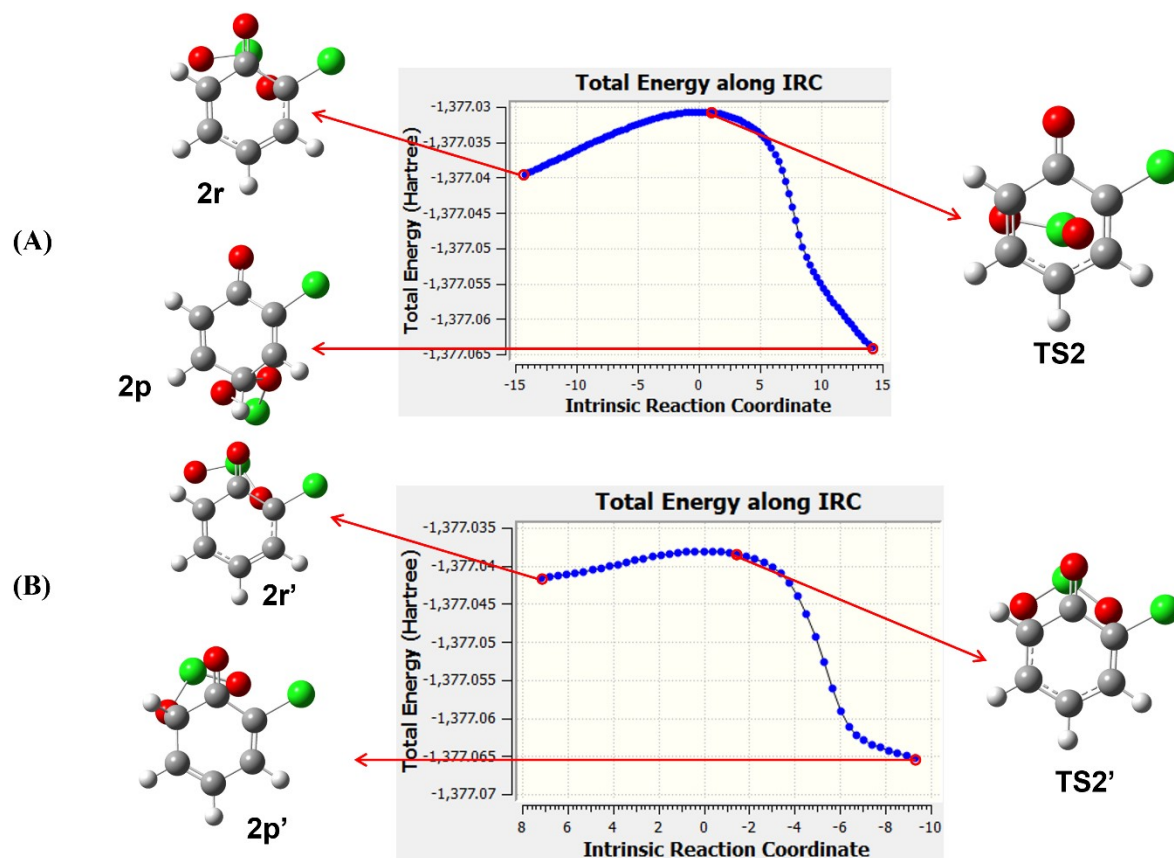 2r
(A)
2p
Total Energy along IRC
Total Energy (Hartree)
-1,377.03
-1,377.035
-1,377.04
-1,377.045
-1,377.05
-1,377.055
-1,377.06
-1,377.065
-15 -10 -5 0 5 10 15
Intrinsic Reaction Coordinate
TS2
2r'
(B)
2p'
Total Energy along IRC
Total Energy (Hartree)
-1,377.035
-1,377.04
-1,377.045
-1,377.05
-1,377.055
-1,377.06
-1,377.065
-1,377.07
8 6 4 2 0 -2 -4 -6 -8 -10
Intrinsic Reaction Coordinate
TS2'